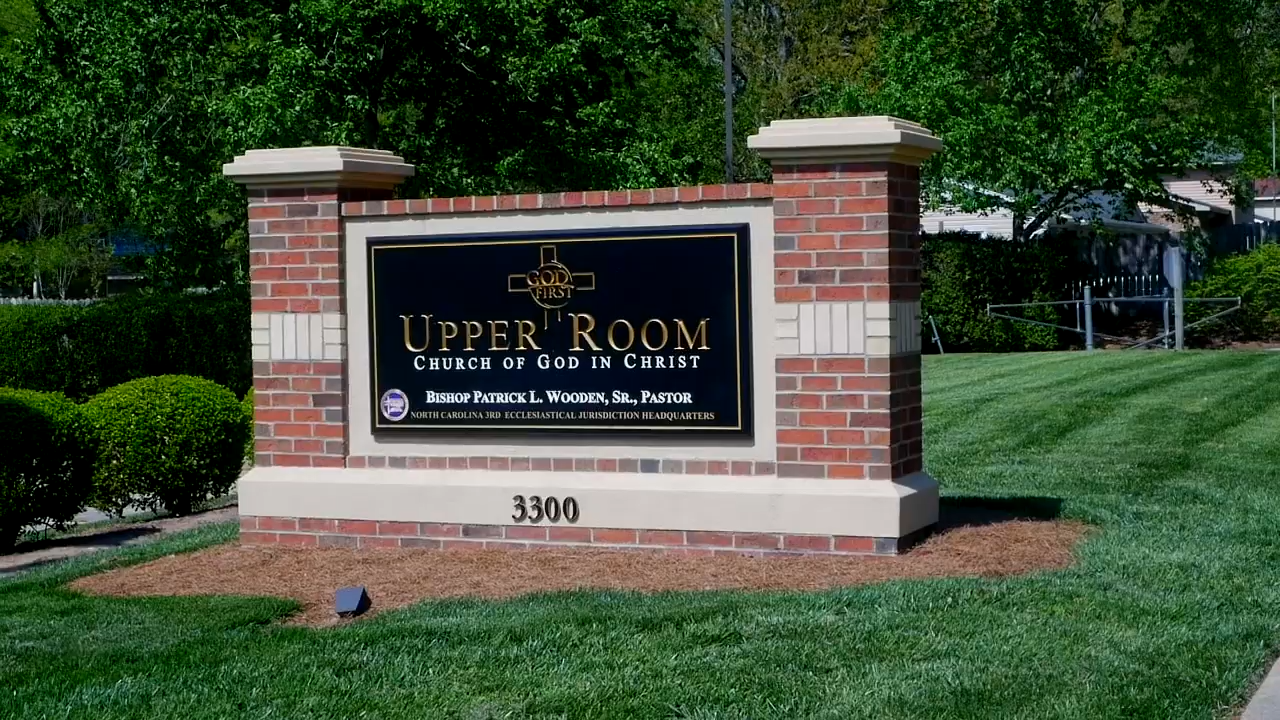 GOD
FIRST
UPPER ROOM
CHURCH OF GOD IN CHRIST
BISHOP PATRICK L. WOODEN, SR., PASTOR
NORTH CAROLINA 3RD ECCLESIASTICAL JURISDICTION HEADQUARTERS
3300